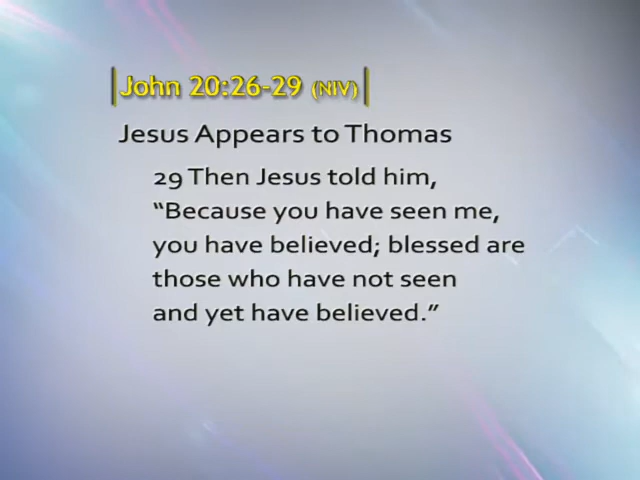 John 20:26-29 (NIV)
Jesus Appears to Thomas
29 Then Jesus told him,
“Because you have seen me,
you have believed; blessed are
those who have not seen
and yet have believed.”